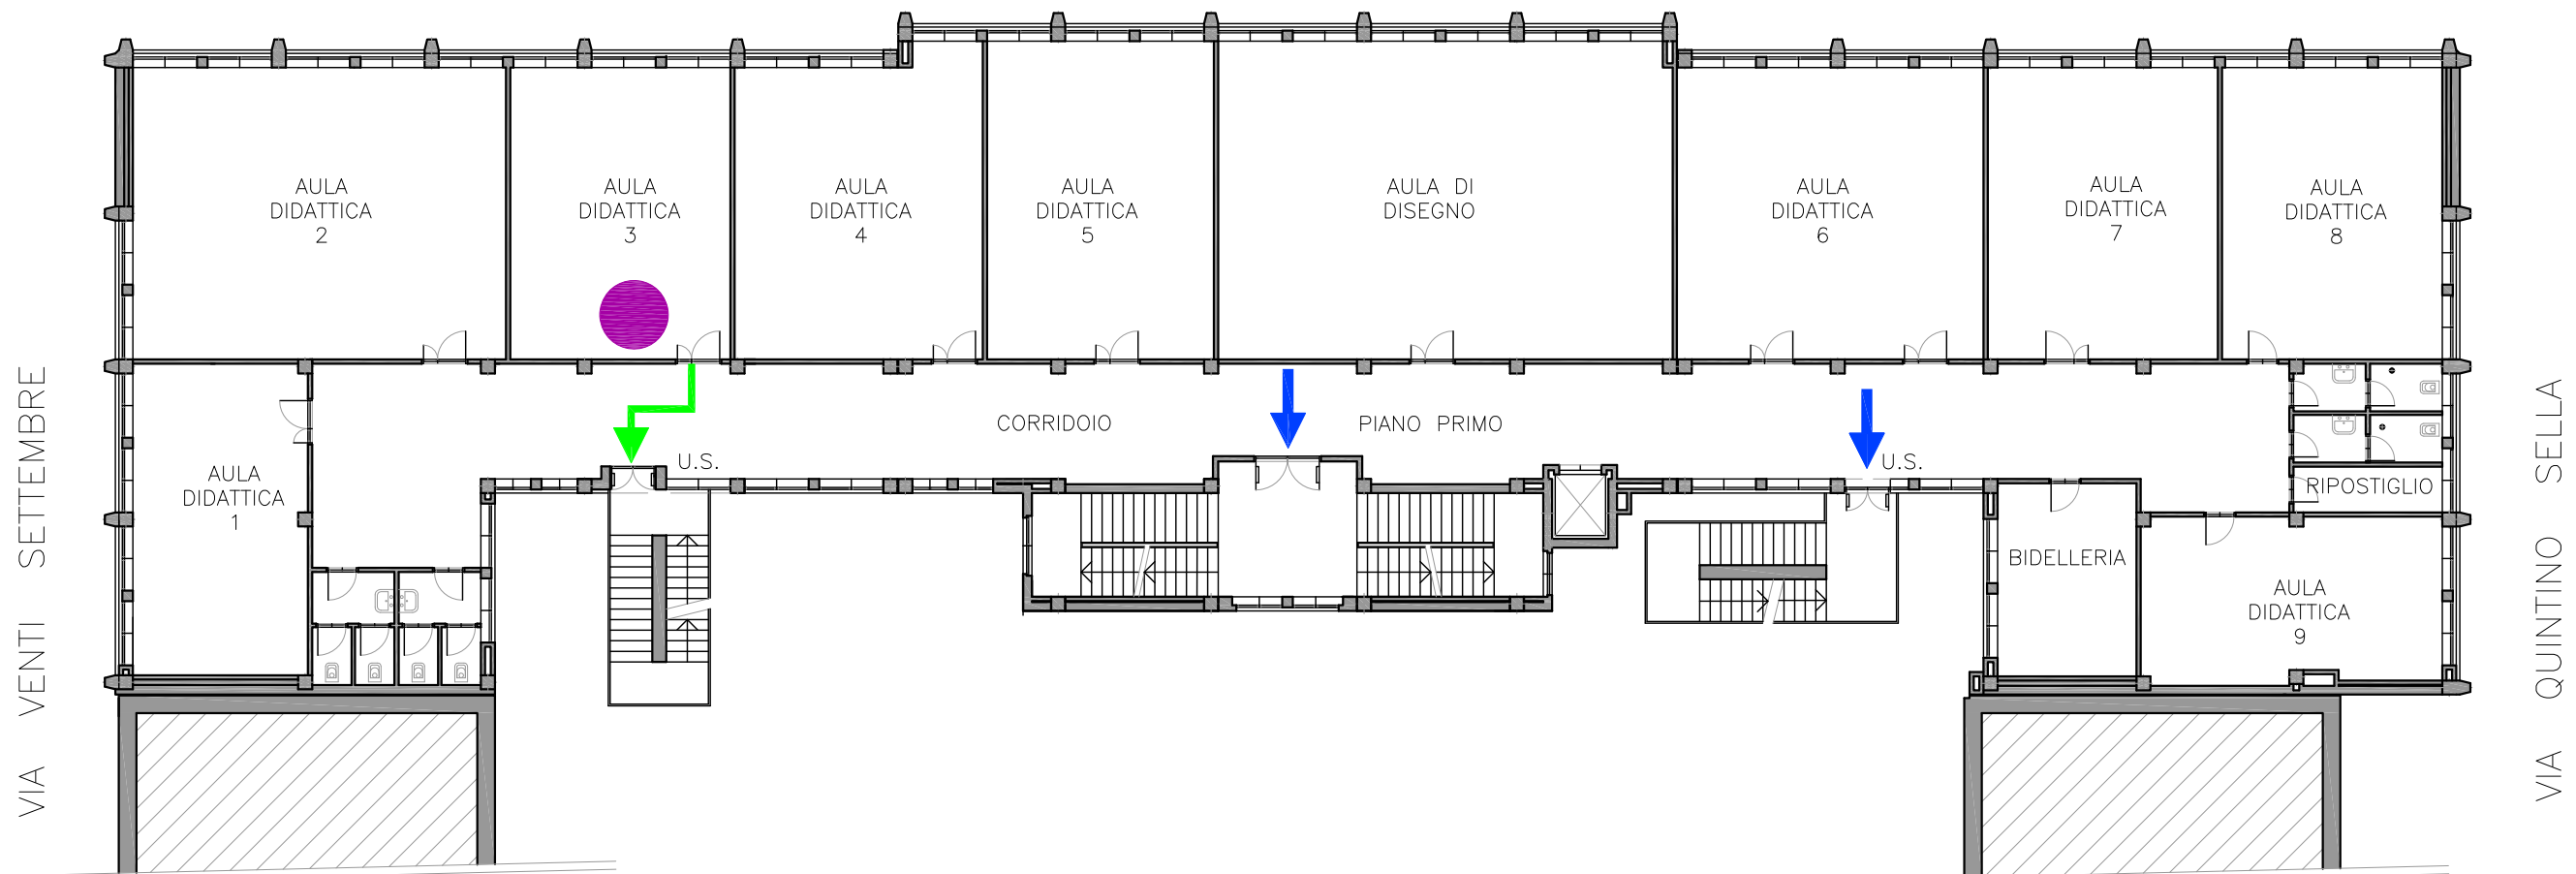 AULA
DIDATTICA
2
AULA
DIDATTICA
3
AULA
DIDATTICA
4
AULA
DIDATTICA
5
AULA DI
DISEGNO
AULA
DIDATTICA
6
AULA
DIDATTICA
7
AULA
DIDATTICA
8
CORRIDOIO
PIANO PRIMO
U.S.
U.S.
AULA
DIDATTICA
1
RIPOSTIGLIO
BIDELLERIA
AULA
DIDATTICA
9
VIA VENTI SETTEMBRE
VIA QUINTINO SELLA